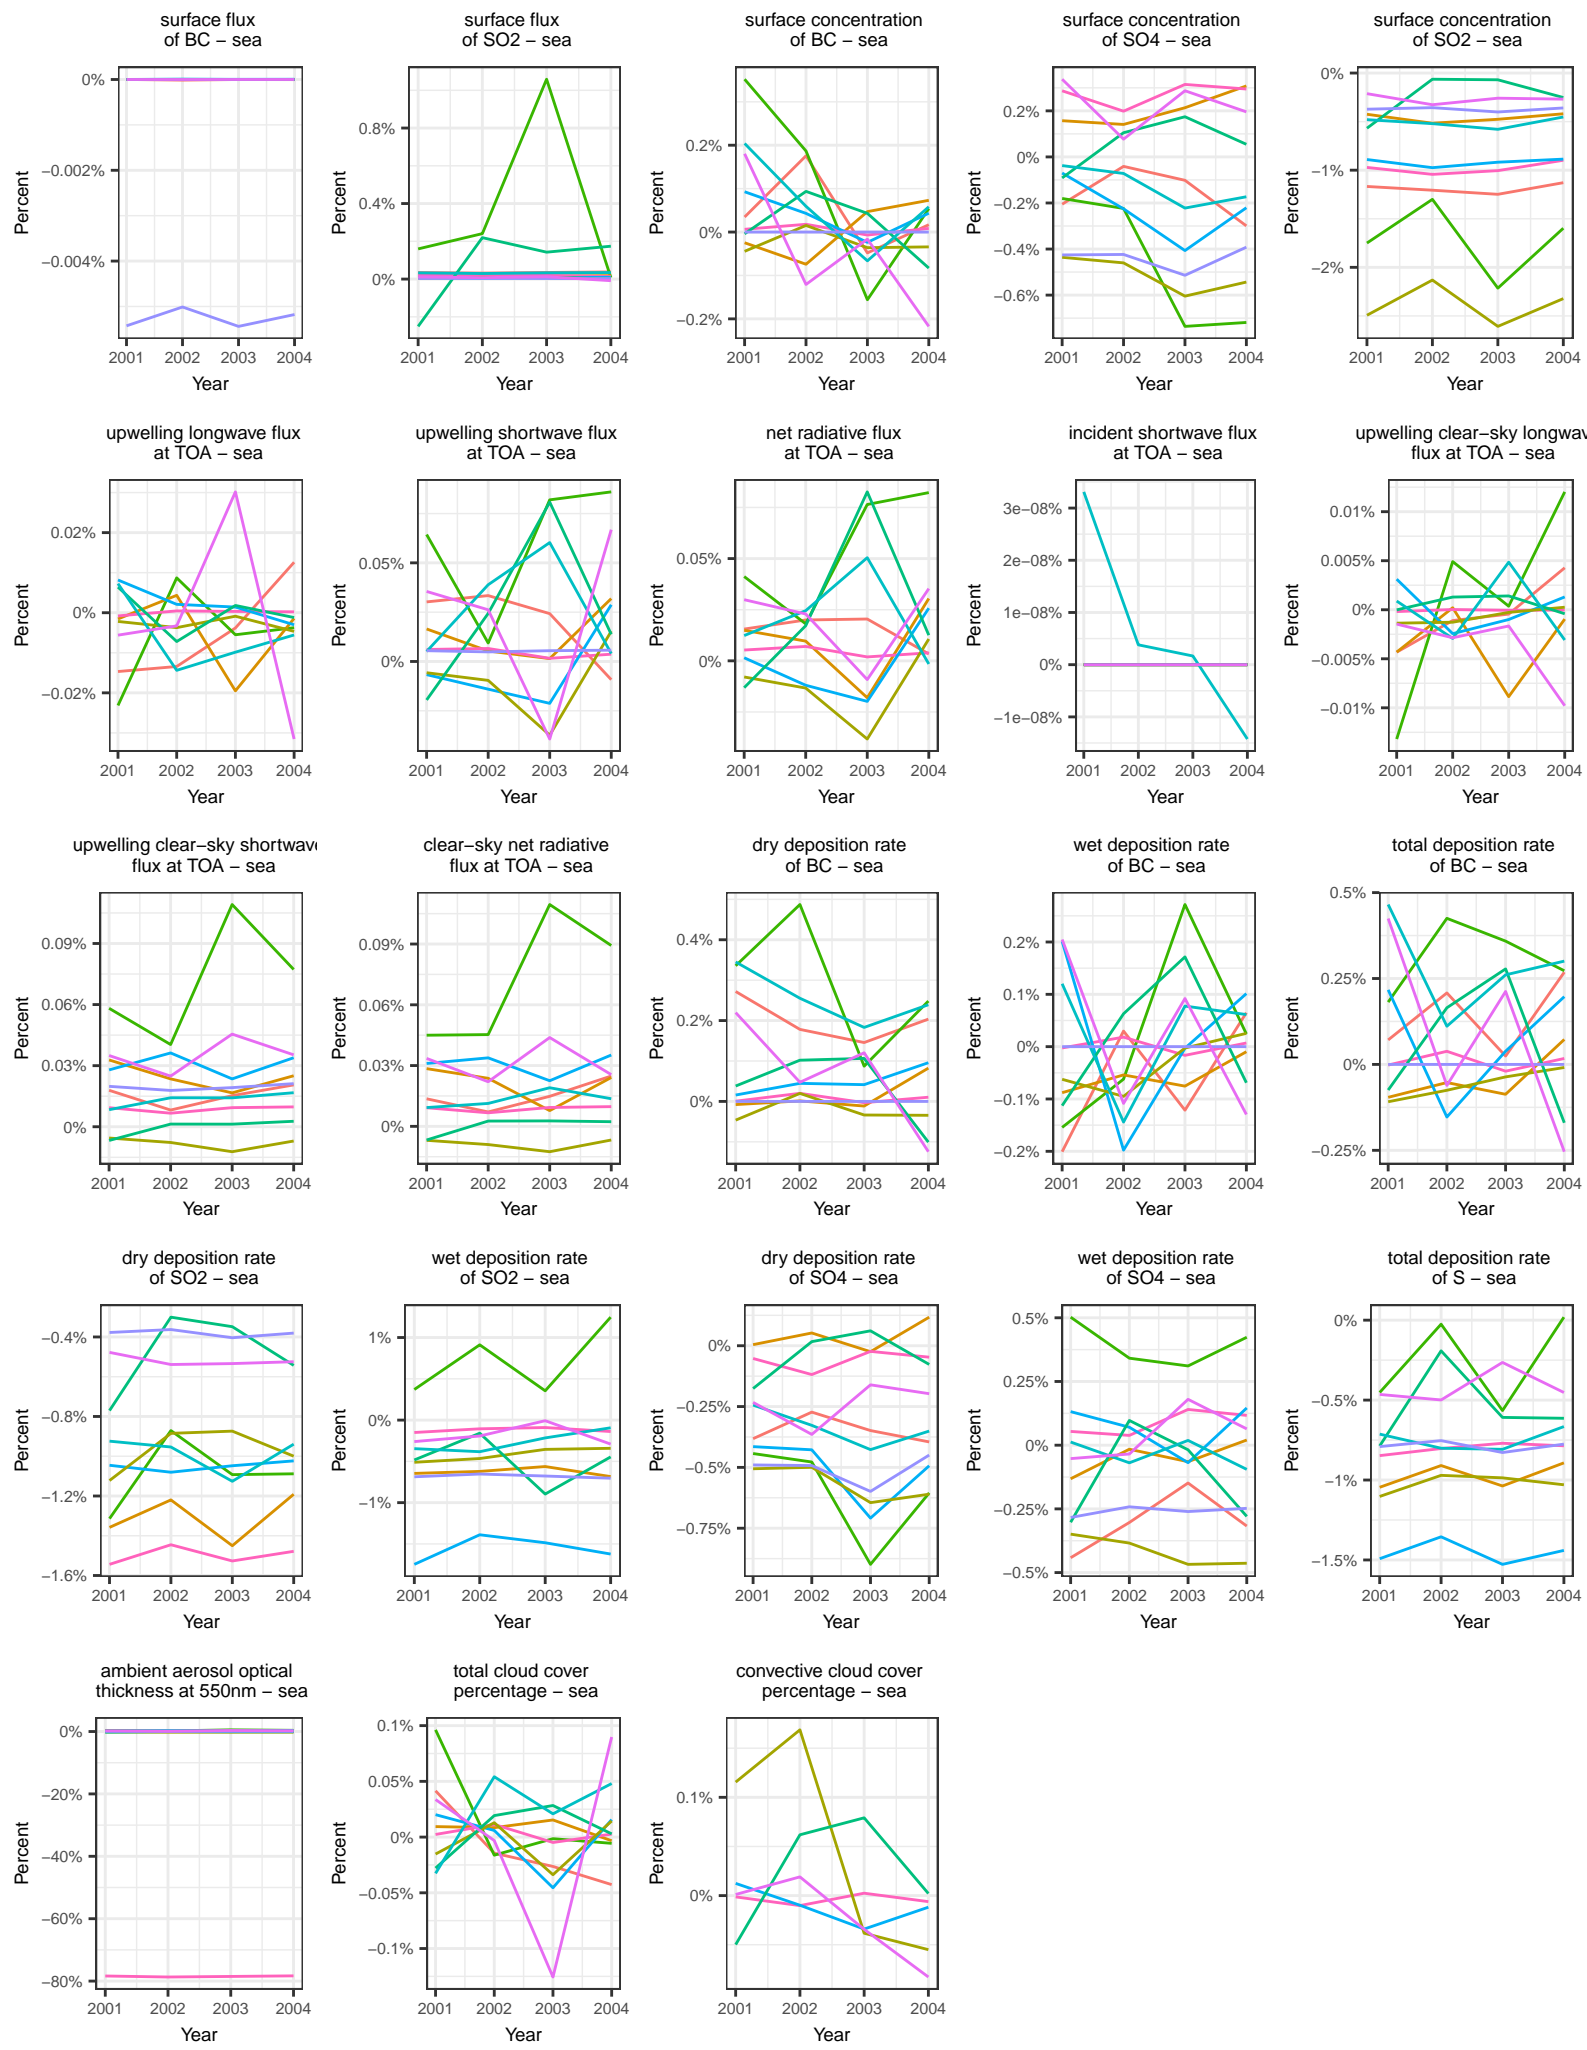 surface flux
of BC − sea
0%
−0.002%
−0.004%
Percent
2001 2002 2003 2004
Year
surface flux
of SO2 − sea
0.8%
0.4%
0%
Percent
2001 2002 2003 2004
Year
surface concentration
of BC − sea
0.2%
0%
−0.2%
Percent
2001 2002 2003 2004
Year
surface concentration
of SO4 − sea
0.2%
0%
−0.2%
−0.4%
−0.6%
Percent
2001 2002 2003 2004
Year
surface concentration
of SO2 − sea
0%
−1%
−2%
Percent
2001 2002 2003 2004
Year
upwelling longwave flux
at TOA − sea
0.02%
0%
−0.02%
Percent
2001 2002 2003 2004
Year
upwelling shortwave flux
at TOA − sea
0.05%
0%
Percent
2001 2002 2003 2004
Year
net radiative flux
at TOA − sea
0.05%
0%
Percent
2001 2002 2003 2004
Year
incident shortwave flux
at TOA − sea
3e−08%
2e−08%
1e−08%
0%
−1e−08%
Percent
2001 2002 2003 2004
Year
upwelling clear−sky longwav
flux at TOA − sea
0.01%
0.005%
0%
−0.005%
−0.01%
Percent
2001 2002 2003 2004
Year
upwelling clear−sky shortwave
flux at TOA − sea
0.09%
0.06%
0.03%
0%
Percent
2001 2002 2003 2004
Year
clear−sky net radiative
flux at TOA − sea
0.09%
0.06%
0.03%
0%
Percent
2001 2002 2003 2004
Year
dry deposition rate
of BC − sea
0.4%
0.2%
0%
Percent
2001 2002 2003 2004
Year
wet deposition rate
of BC − sea
0.2%
0.1%
0%
−0.1%
−0.2%
Percent
2001 2002 2003 2004
Year
total deposition rate
of BC − sea
0.5%
0.25%
0%
−0.25%
Percent
2001 2002 2003 2004
Year
dry deposition rate
of SO2 − sea
−0.4%
−0.8%
−1.2%
−1.6%
Percent
2001 2002 2003 2004
Year
wet deposition rate
of SO2 − sea
1%
0%
−1%
Percent
2001 2002 2003 2004
Year
dry deposition rate
of SO4 − sea
0%
−0.25%
−0.5%
−0.75%
Percent
2001 2002 2003 2004
Year
wet deposition rate
of SO4 − sea
0.5%
0.25%
0%
−0.25%
−0.5%
Percent
2001 2002 2003 2004
Year
total deposition rate
of S − sea
0%
−0.5%
−1%
−1.5%
Percent
2001 2002 2003 2004
Year
ambient aerosol optical
thickness at 550nm − sea
0%
−20%
−40%
−60%
−80%
Percent
2001 2002 2003 2004
Year
total cloud cover
percentage − sea
0.1%
0.05%
0%
−0.05%
−0.1%
Percent
2001 2002 2003 2004
Year
convective cloud cover
percentage − sea
0.1%
0%
Percent
2001 2002 2003 2004
Year